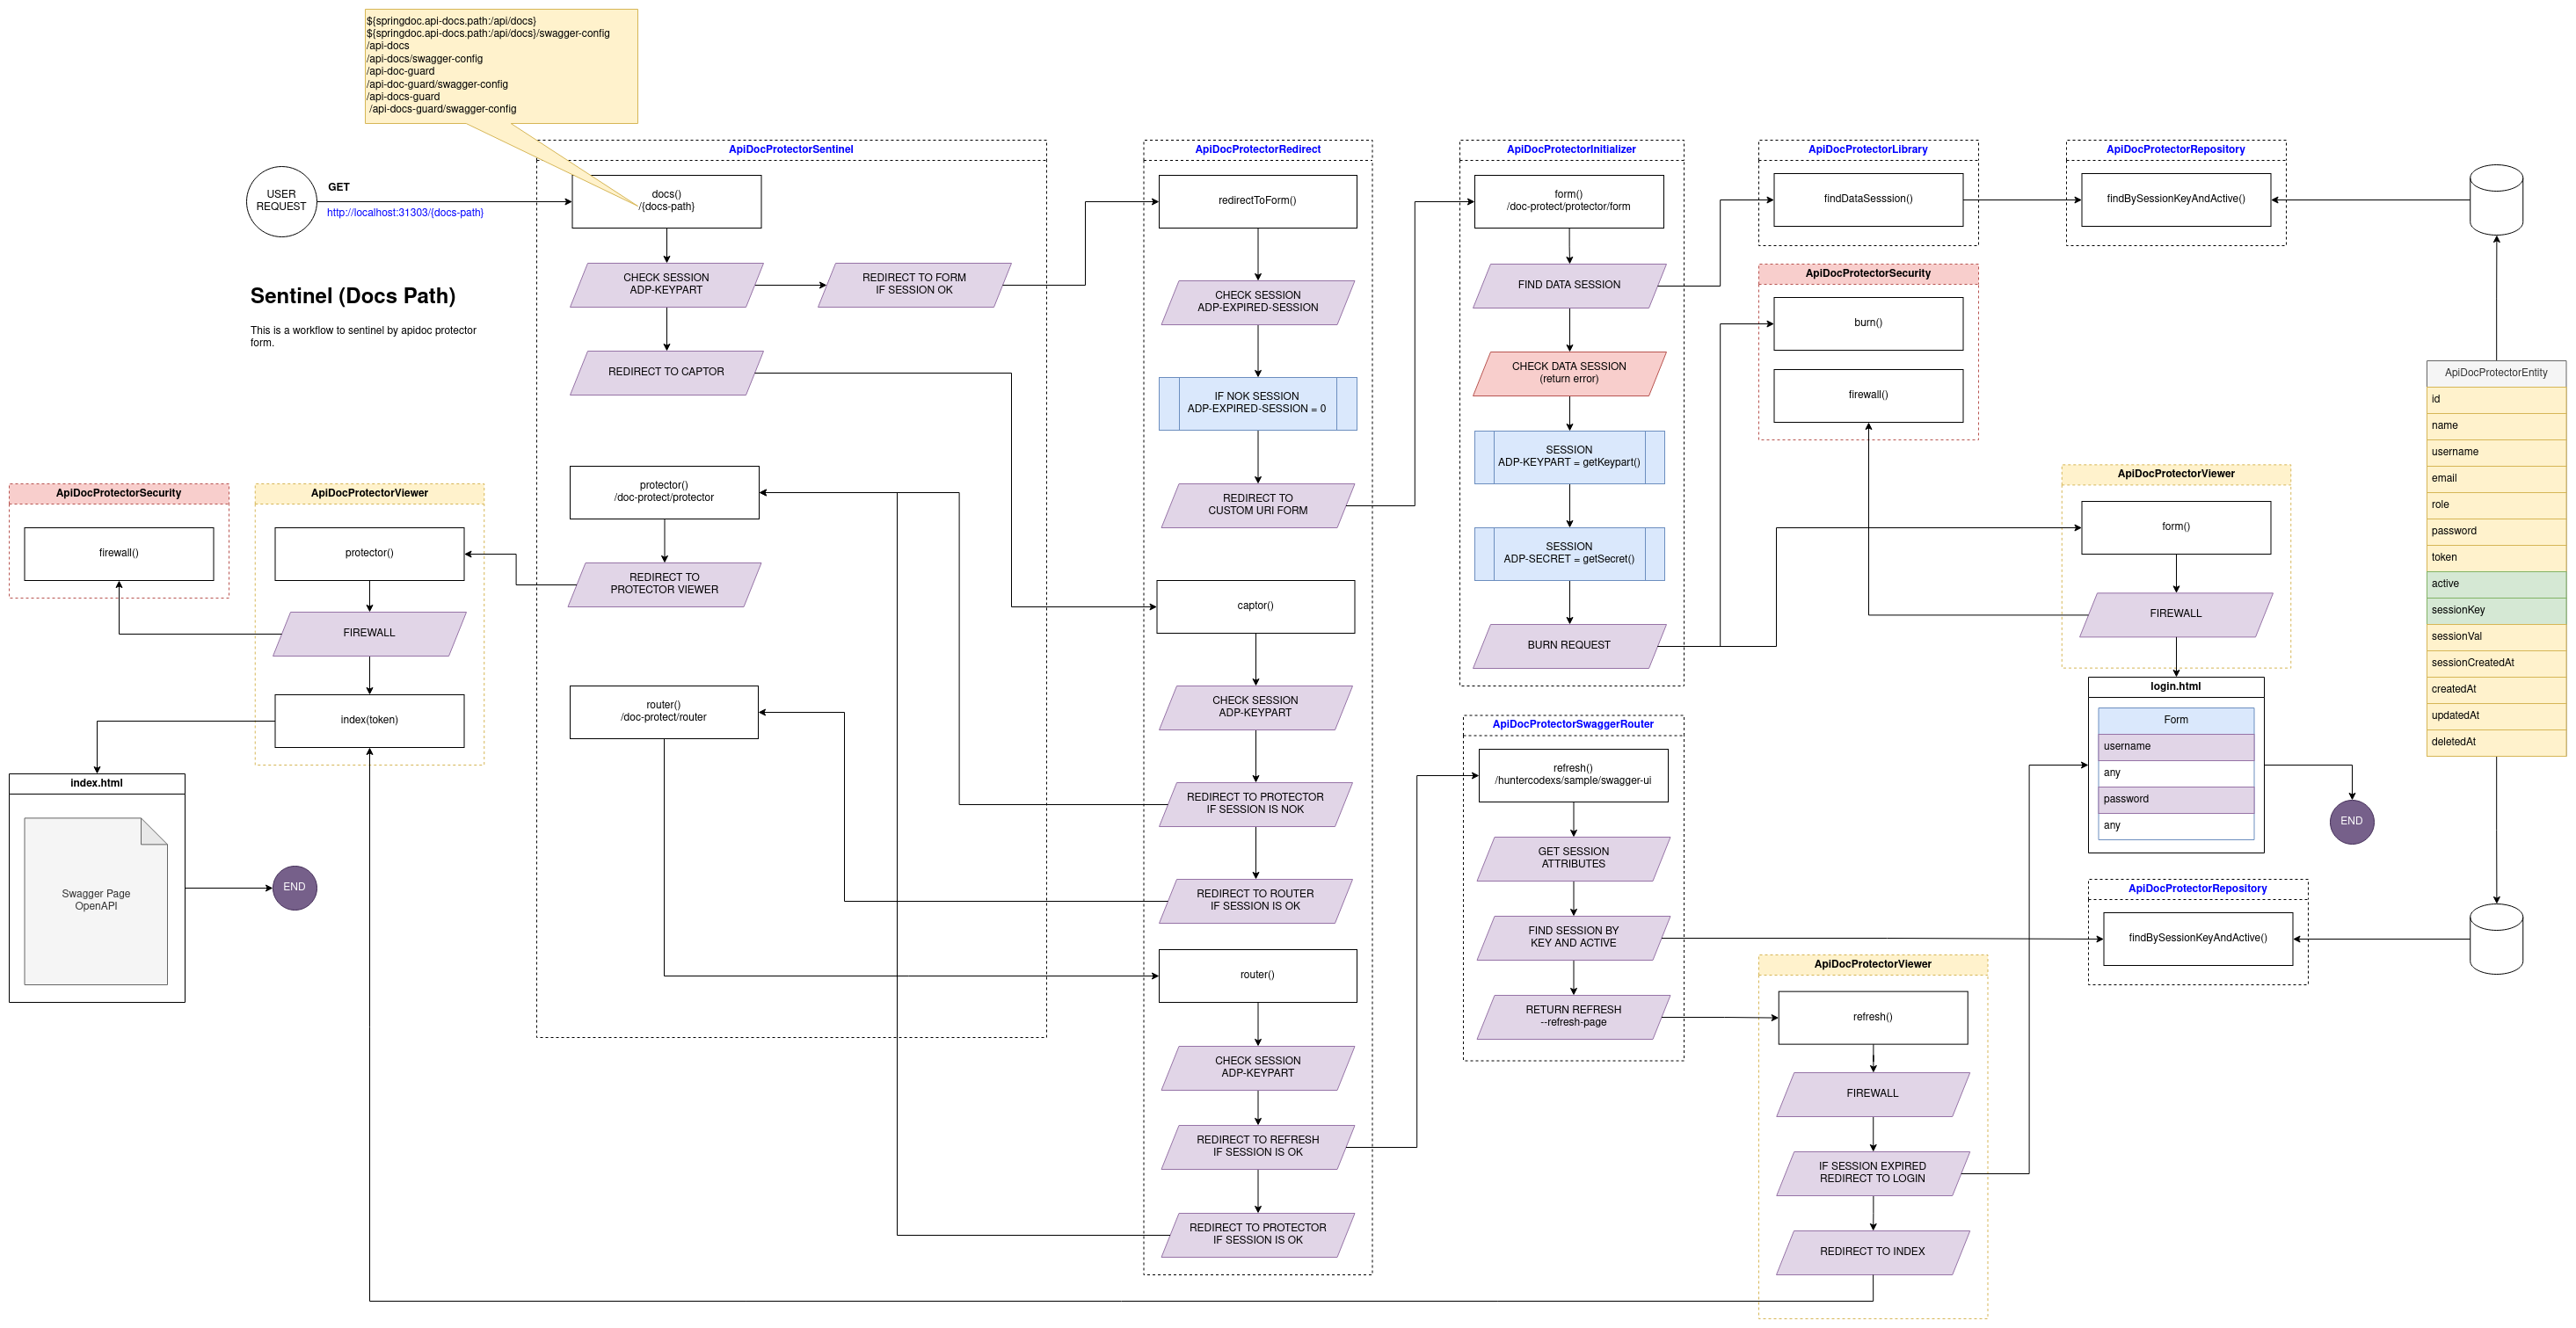 ${springdoc.api-docs.path:/api/docs}
${springdoc.api-docs.path:/api/docs}/swagger-config
/api-docs
/api-docs/swagger-config
/api-doc-guard
/api-doc-guard/swagger-config
/api-docs-guard
/api-docs-guard/swagger-config
USER
REQUEST
GET
http://localhost:31303/{docs-path}
Sentinel (Docs Path)
This is a workflow to sentinel by apidoc protector
form.
ApiDocProtectorSentinel
docs()
/{docs-path}
CHECK SESSION
ADP-KEYPART
REDIRECT TO FORM
IF SESSION OK
REDIRECT TO CAPTOR
protector()
/doc-protect/protector
REDIRECT TO
PROTECTOR VIEWER
router()
/doc-protect/router
ApiDocProtectorSecurity
firewall()
ApiDocProtectorViewer
protector()
FIREWALL
index(token)
index.html
Swagger Page
OpenAPI
END
ApiDocProtectorRedirect
redirectToForm()
CHECK SESSION
ADP-EXPIRED-SESSION
IF NOK SESSION
ADP-EXPIRED-SESSION = 0
REDIRECT TO
CUSTOM URI FORM
captor()
CHECK SESSION
ADP-KEYPART
REDIRECT TO PROTECTOR
IF SESSION IS NOK
REDIRECT TO ROUTER
IF SESSION IS OK
router()
CHECK SESSION
ADP-KEYPART
REDIRECT TO REFRESH
IF SESSION IS OK
REDIRECT TO PROTECTOR
IF SESSION IS OK
ApiDocProtectorInitializer
form()
/doc-protect/protector/form
FIND DATA SESSION
CHECK DATA SESSION
(return error)
SESSION
ADP-KEYPART = getKeypart()
SESSION
ADP-SECRET = getSecret()
BURN REQUEST
ApiDocProtectorSwaggerRouter
refresh()
/huntercodexs/sample/swagger-ui
GET SESSION
ATTRIBUTES
FIND SESSION BY
KEY AND ACTIVE
RETURN REFRESH
--refresh-page
ApiDocProtectorLibrary
findDataSesssion()
ApiDocProtectorSecurity
burn()
firewall()
ApiDocProtectorViewer
refresh()
FIREWALL
IF SESSION EXPIRED
REDIRECT TO LOGIN
REDIRECT TO INDEX
ApiDocProtectorRepository
findBySessionKeyAndActive()
ApiDocProtectorViewer
form()
FIREWALL
login.html
Form
username
any
password
any
END
ApiDocProtectorRepository
findBySessionKeyAndActive()
ApiDocProtectorEntity
id
name
username
email
role
password
token
active
sessionKey
sessionVal
sessionCreatedAt
createdAt
updatedAt
deletedAt